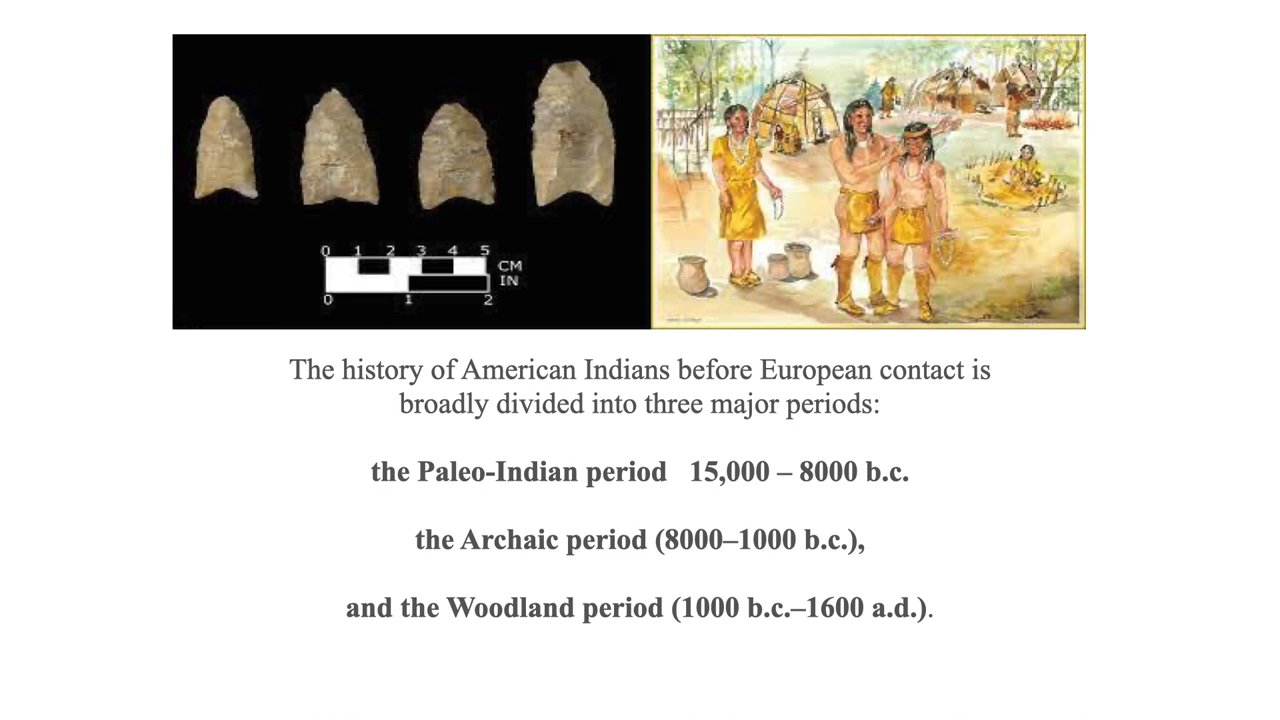 0 1 2 3 4 5
CM
IN
0 1 2
The history of American Indians before European contact is
broadly divided into three major periods:
the Paleo-Indian period 15,000 – 8000 b.c.
the Archaic period (8000–1000 b.c.),
and the Woodland period (1000 b.c.–1600 a.d.).